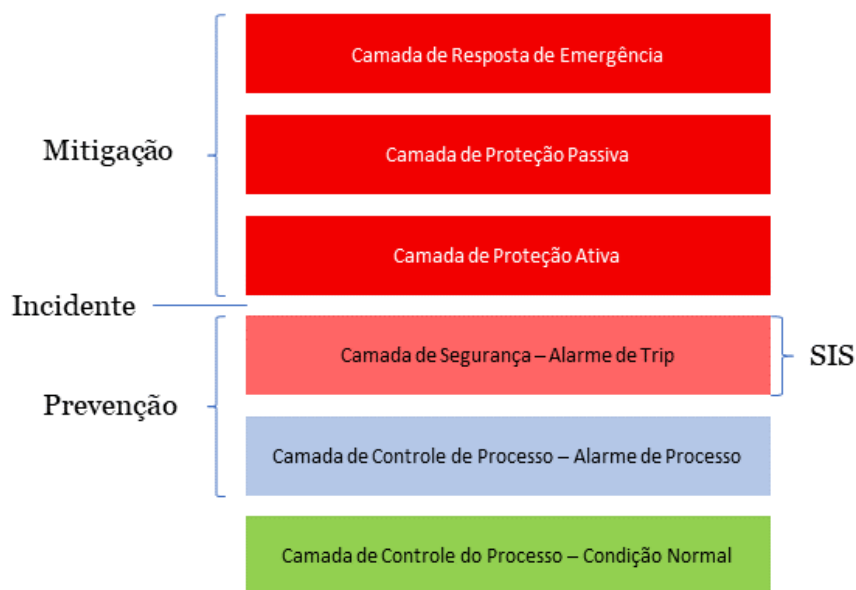 Camada de Resposta de Emergência
Mitigação
Camada de Proteção Passiva
Camada de Proteção Ativa
Incidente
Camada de Segurança – Alarme de Trip
SIS
Prevenção
Camada de Controle de Processo – Alarme de Processo
Camada de Controle do Processo – Condição Normal